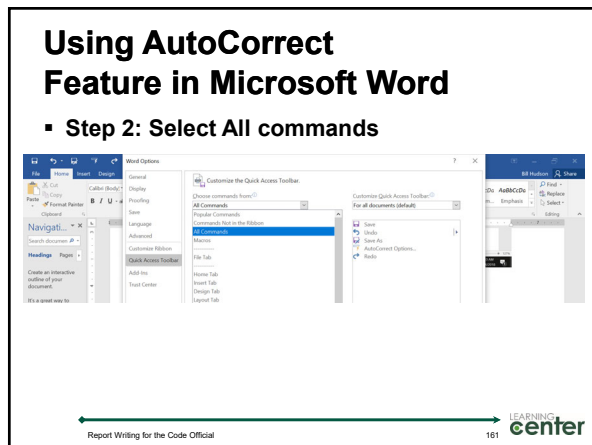 Using AutoCorrect
Feature in Microsoft Word
▪ Step 2: Select All commands
Word Options
? ×
File Home Insert Design
Bill Hudson Share
Cut
Copy
Format Painter
Paste
Clipboard
Calibri (Body)
B I U
General
Display
Proofing
Save
Language
Advanced
Customize Ribbon
Quick Access Toolbar
Add-ins
Trust Center
Customize the Quick Access Toolbar.
Choose commands from:
All Commands
Popular Commands
Commands Not in the Ribbon
All Commands
Macros
File Tab
Home Tab
Insert Tab
Design Tab
Layout Tab
Customize Quick Access Toolbar:
For all documents (default)
Save
Undo
Save As
AutoCorrect Options...
Redo
AaBbCcDa
Emphasis
Find
Replace
Select
Editing
Navigati...
Search documen
Headings Pages
Create an interactive
outline of your
document.
It's a great way to
Report Writing for the Code Official
161
LEARNING
center